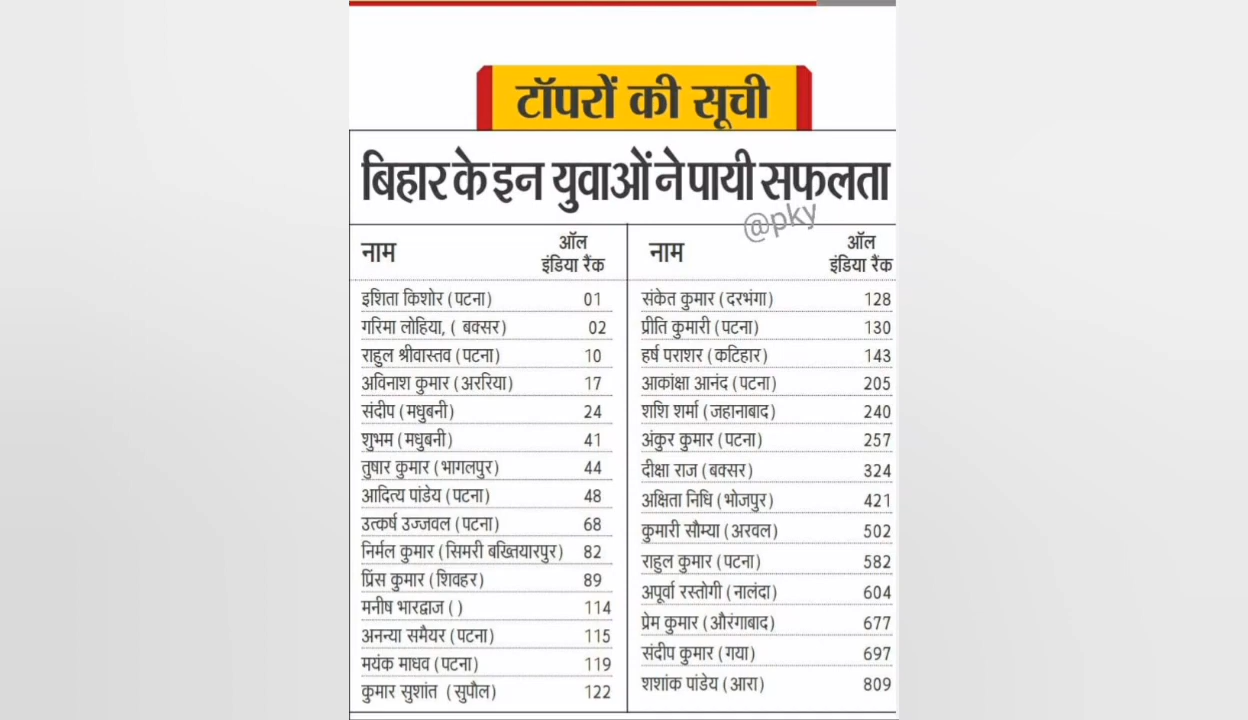 टॉपरों की सूची
बिहार के इन युवाओं ने पायी सफलता
@pky
नाम ऑल इंडिया रैंक
इशिता किशोर (पटना) 01
गरिमा लोहिया, ( बक्सर) 02
राहुल श्रीवास्तव (पटना) 10
अविनाश कुमार (अररिया) 17
संदीप (मधुबनी) 24
शुभम (मधुबनी) 41
तुषार कुमार (भागलपुर) 44
आदित्य पांडेय (पटना) 48
उत्कर्ष उज्जवल (पटना) 68
निर्मल कुमार (सिमरी बख्तियारपुर) 82
प्रिंस कुमार (शिवहर) 89
मनीष भारद्वाज ( ) 114
अनन्या समैयर (पटना) 115
मयंक माधव (पटना) 119
कुमार सुशांत (सुपौल) 122
नाम ऑल इंडिया रैंक
संकेत कुमार (दरभंगा) 128
प्रीति कुमारी (पटना) 130
हर्ष पराशर (कटिहार) 143
आकांक्षा आनंद (पटना) 205
शशि शर्मा (जहानाबाद) 240
अंकुर कुमार (पटना) 257
दीक्षा राज (बक्सर) 324
अक्षिता निधि (भोजपुर) 421
कुमारी सौम्या (अरवल) 502
राहुल कुमार (पटना) 582
अपूर्वा रस्तोगी (नालंदा) 604
प्रेम कुमार (औरंगाबाद) 677
संदीप कुमार (गया) 697
शशांक पांडेय (आरा) 809